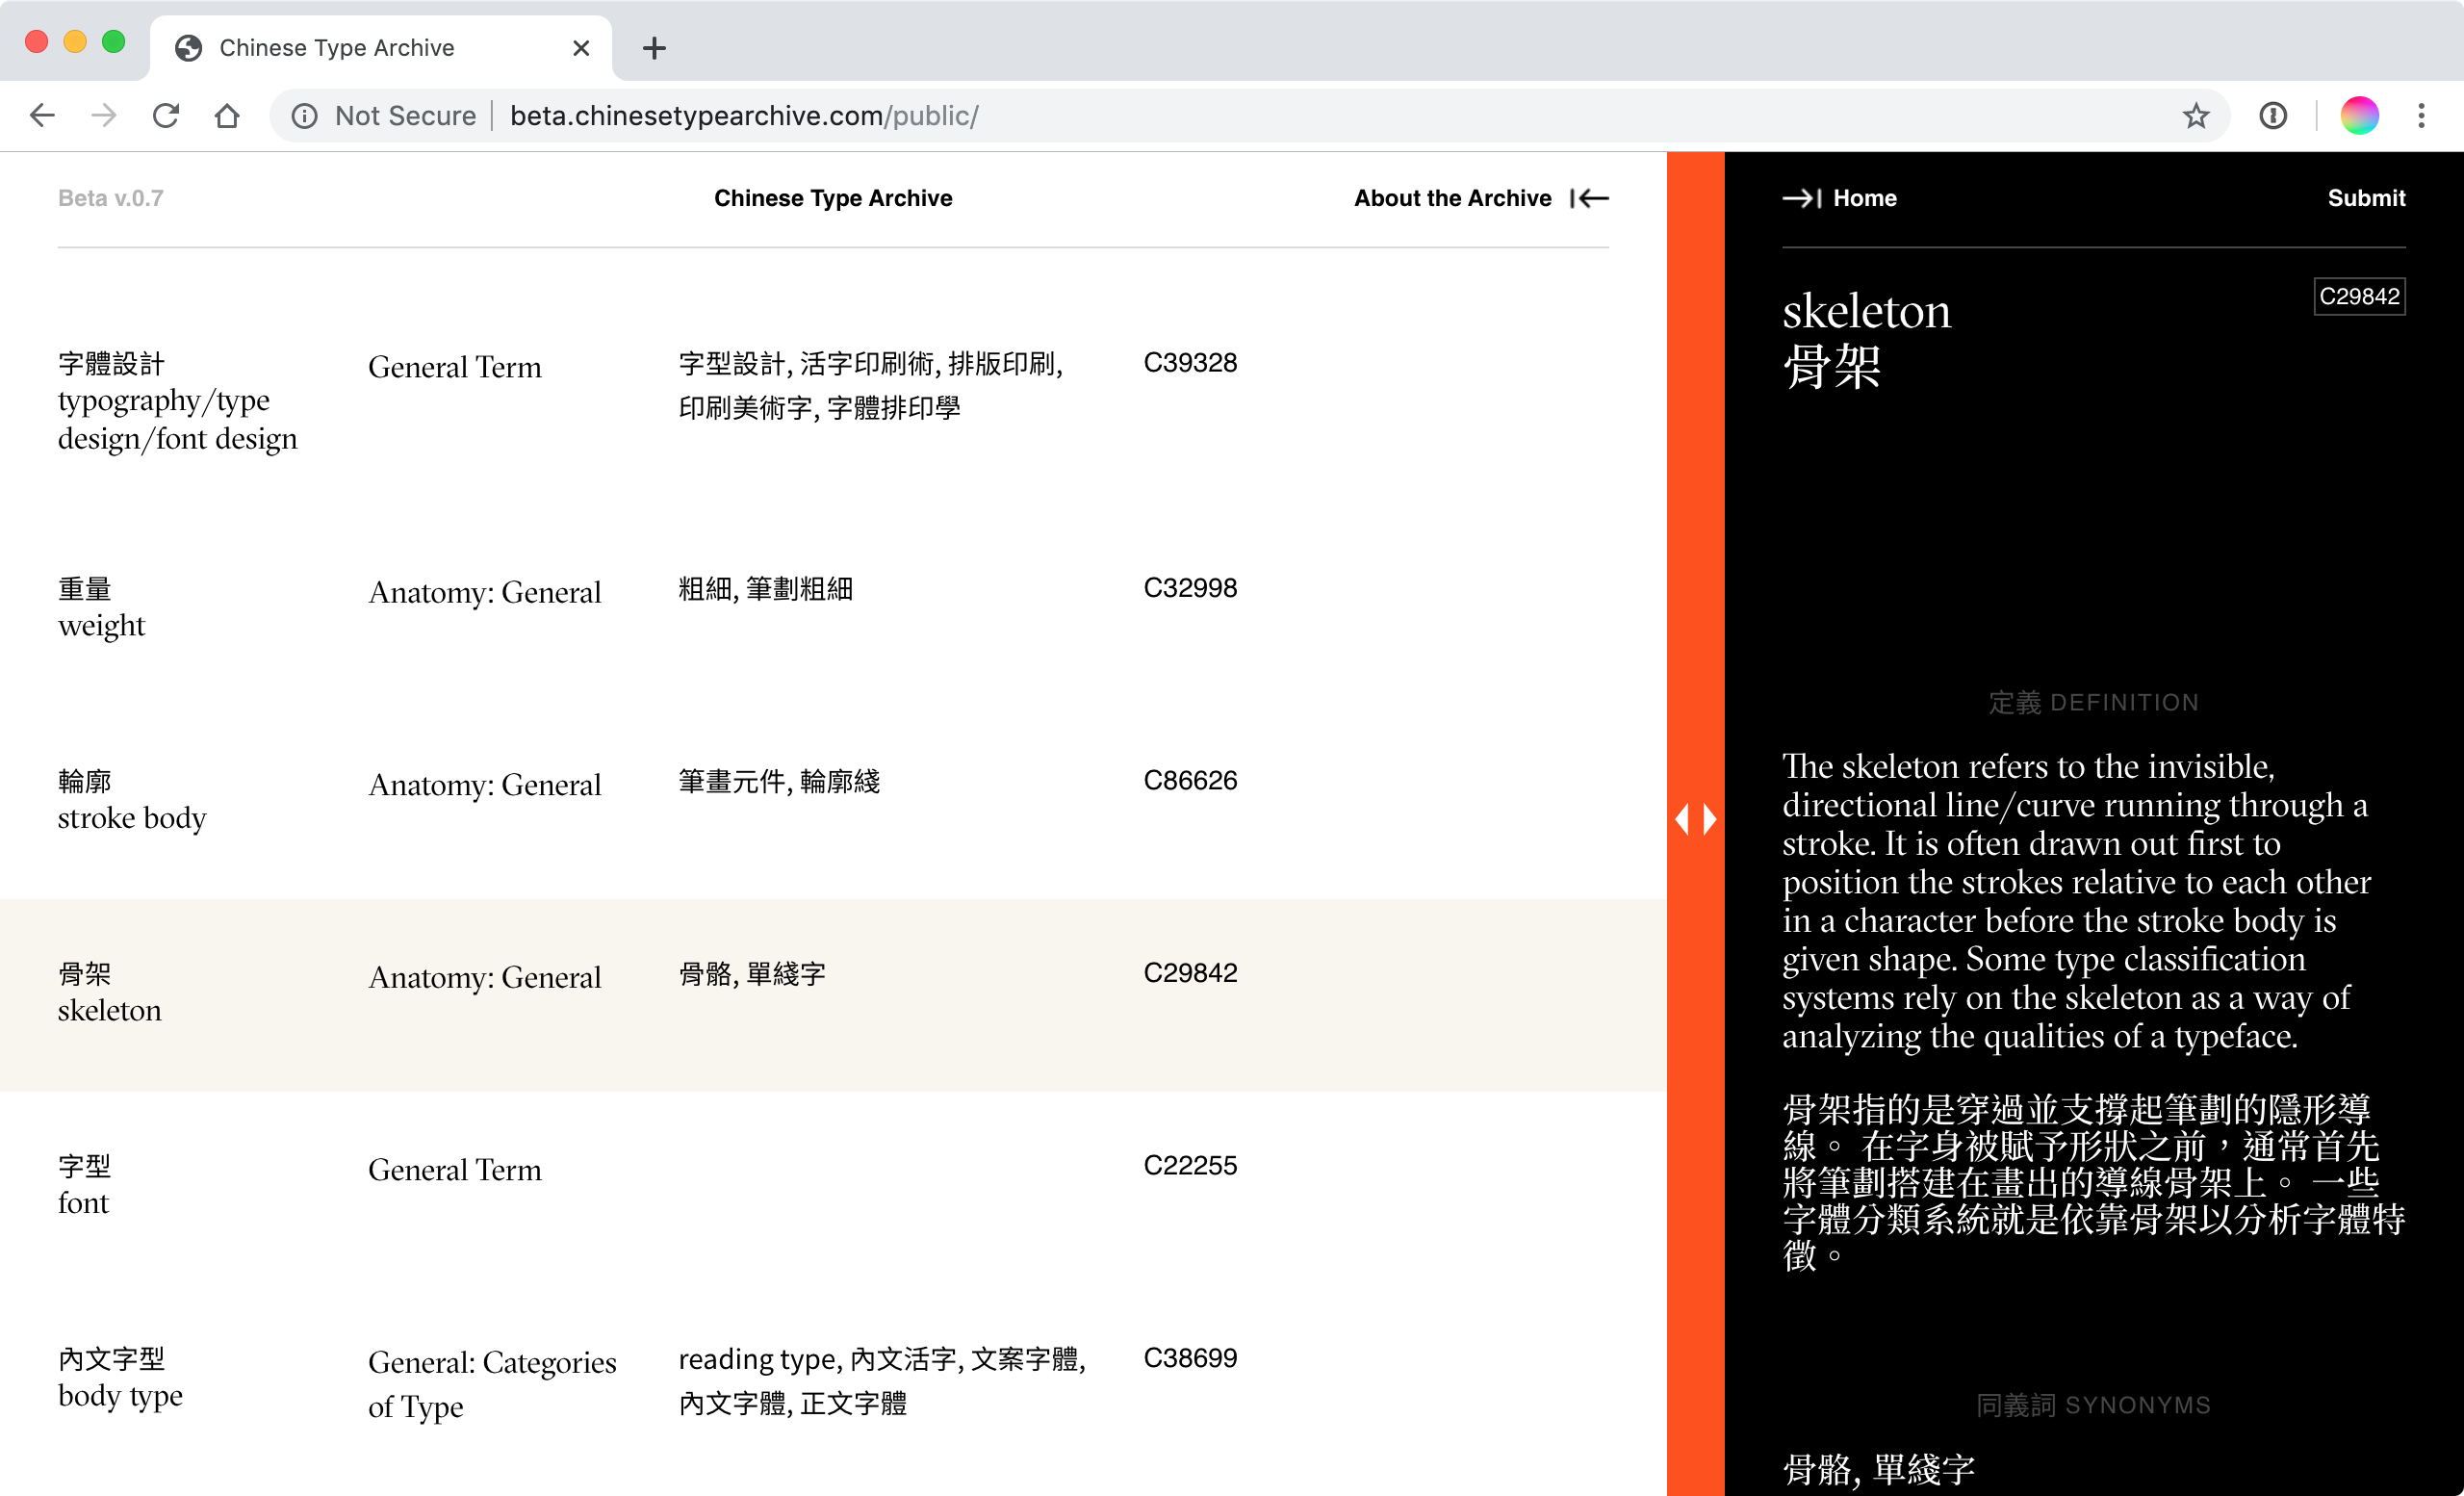 Chinese Type Archive
Not Secure
beta.chinesetypearchive.com/public/
Beta v.0.7
Chinese Type Archive
About the Archive
字體設計
typography/type
design/font design
General Term
字型設計, 活字印刷術, 排版印刷,
印刷美術字, 字體排印學
C39328
重量
weight
Anatomy: General
粗細, 筆劃粗細
C32998
輪廓
stroke body
Anatomy: General
筆畫元件, 輪廓綫
C86626
骨架
skeleton
Anatomy: General
骨骼, 單綫字
C29842
字型
font
General Term
C22255
內文字型
body type
General: Categories
of Type
reading type, 內文活字, 文案字體,
內文字體, 正文字體
C38699
Home
Submit
skeleton
骨架
C29842
定義 DEFINITION
The skeleton refers to the invisible,
directional line/curve running through a
stroke. It is often drawn out first to
position the strokes relative to each other
in a character before the stroke body is
given shape. Some type classification
systems rely on the skeleton as a way of
analyzing the qualities of a typeface.
骨架指的是穿過並支撐起筆劃的隱形導
線。 在字身被賦予形狀之前，通常首先
將筆劃搭建在畫出的導線骨架上。 一些
字體分類系統就是依靠骨架以分析字體特
徵。
同義詞 SYNONYMS
骨骼, 單綫字